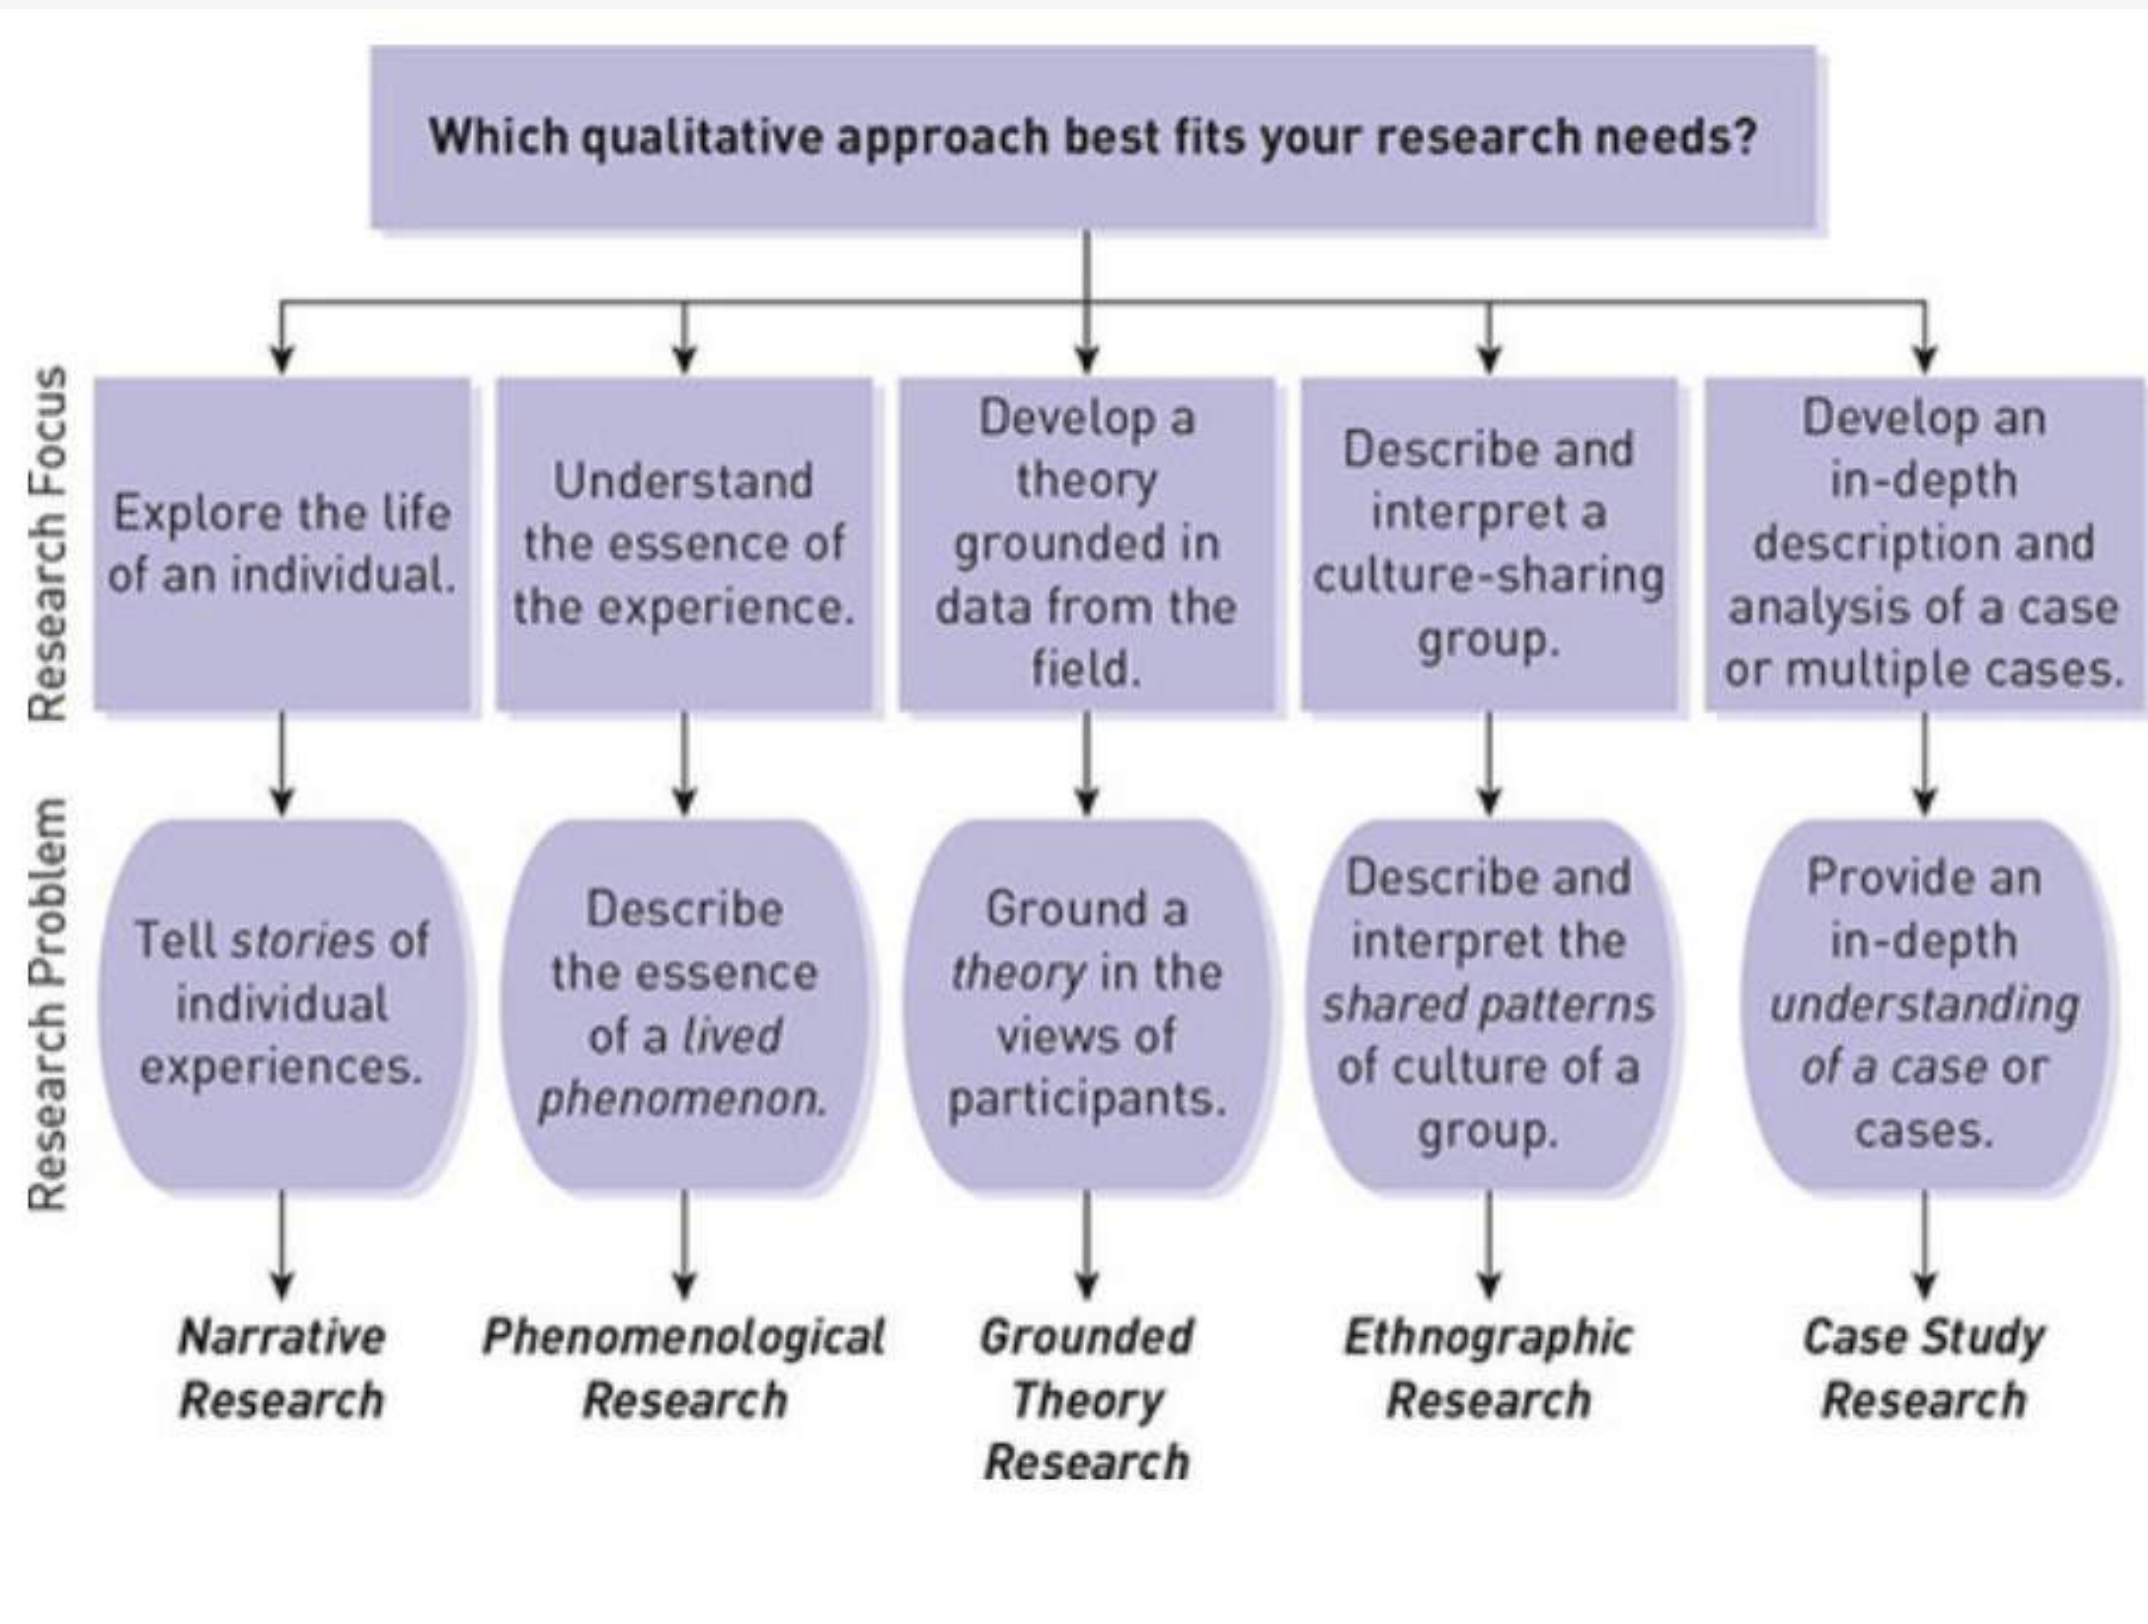 Which qualitative approach best fits your research needs?
Research Focus
Explore the life
of an individual.
Understand
the essence of
the experience.
Develop a
theory
grounded in
data from the
field.
Describe and
interpret a
culture-sharing
group.
Develop an
in-depth
description and
analysis of a case
or multiple cases.
Research Problem
Tell stories of
individual
experiences.
Describe
the essence
of a lived
phenomenon.
Ground a
theory in the
views of
participants.
Describe and
interpret the
shared patterns
of culture of a
group.
Provide an
in-depth
understanding
of a case or
cases.
Narrative
Research
Phenomenological
Research
Grounded
Theory
Research
Ethnographic
Research
Case Study
Research